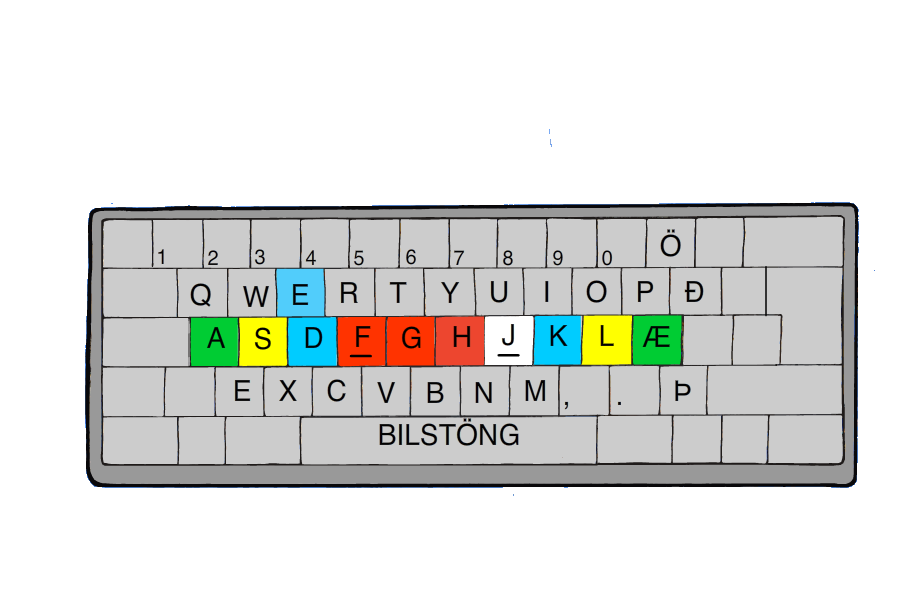 1 2 3 4 5 6 7 8 9 0 Ö
Q W E R T Y U I O P Ð
A S D F G H J K L Æ
E X C V B N M , . Þ
BILSTÖNG